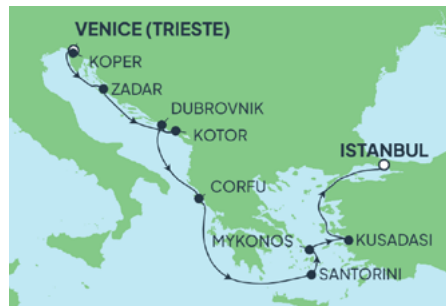 VENICE (TRIESTE)
KOPER
ZADAR
DUBROVNIK
KOTOR
ISTANBUL
CORFU
MYKONOS
KUSADASI
SANTORINI